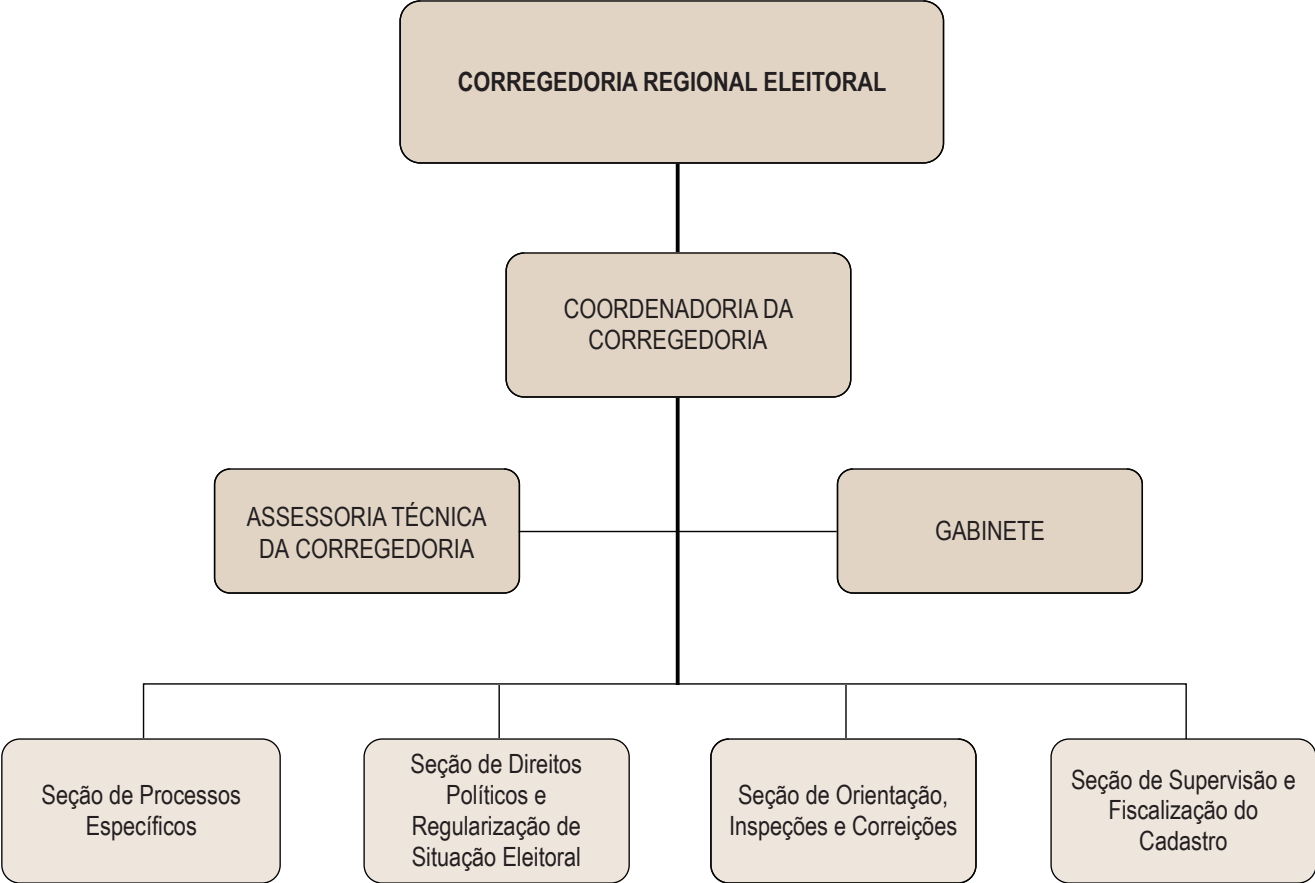 CORREGEDORIA REGIONAL ELEITORAL
COORDENADORIA DA
CORREGEDORIA
ASSESSORIA TÉCNICA
DA CORREGEDORIA
GABINETE
Seção de Processos
Específicos
Seção de Direitos
Políticos e
Regularização de
Situação Eleitoral
Seção de Orientação,
Inspeções e Correições
Seção de Supervisão e
Fiscalização do
Cadastro